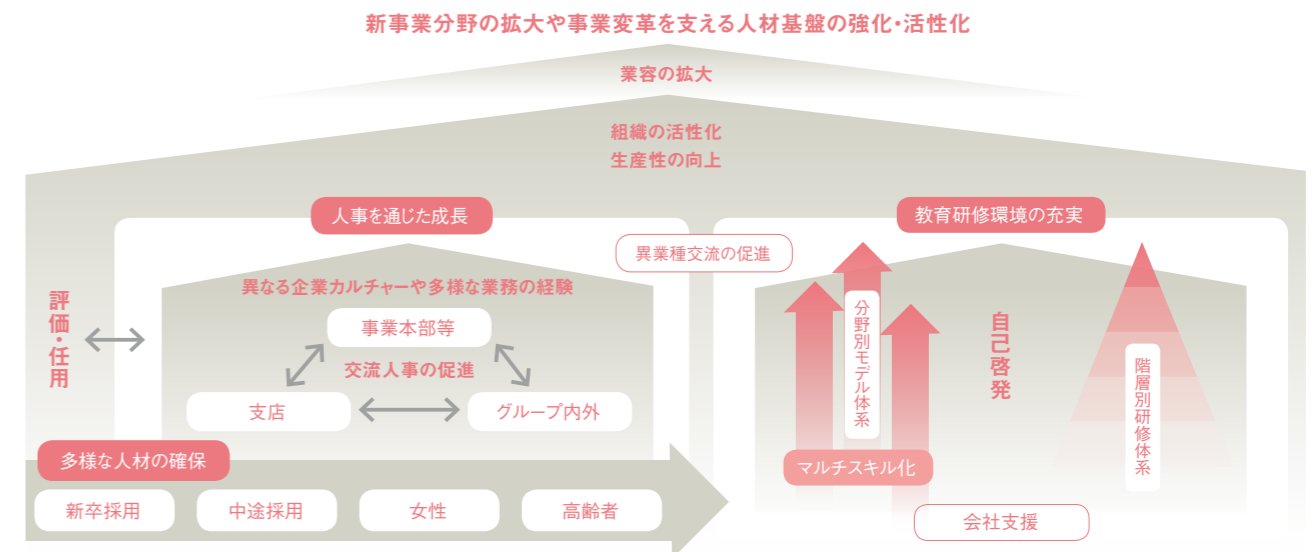 新事業分野の拡大や事業変革を支える人材基盤の強化・活性化
業容の拡大
組織の活性化
生産性の向上
人事を通じた成長
教育研修環境の充実
異業種交流の促進
評価・任用
異なる企業カルチャーや多様な業務の経験
事業本部等
交流人事の促進
支店
グループ内外
分野別モデル体系
自己啓発
階層別研修体系
マルチスキル化
会社支援
多様な人材の確保
新卒採用
中途採用
女性
高齢者